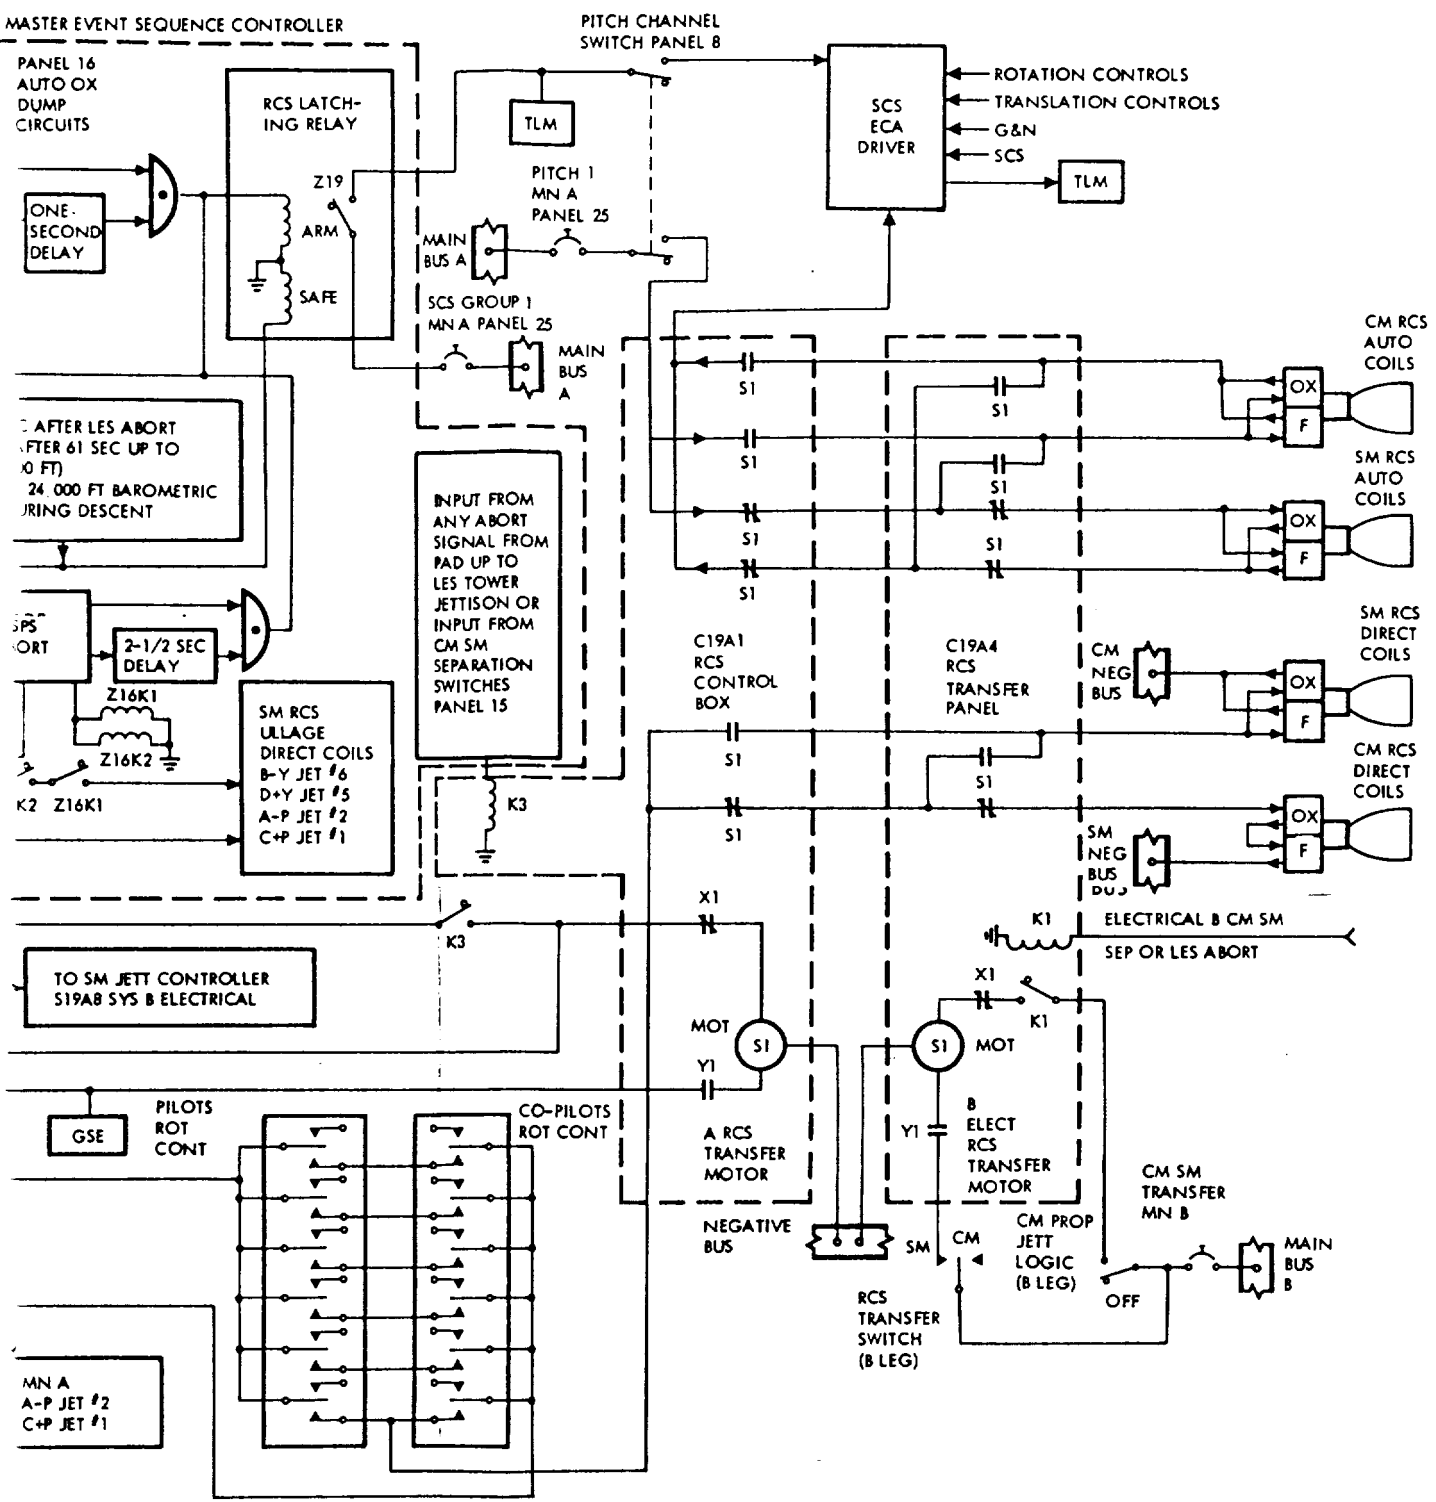 MASTER EVENT SEQUENCE CONTROLLER
PANEL 16
AUTO OX
DUMP
CIRCUITS
RCS LATCH-
ING RELAY
Z19
ARM
SAFE
ONE-
SECOND
DELAY
PITCH CHANNEL
SWITCH PANEL 8
TLM
PITCH 1
MN A
PANEL 25
MAIN
BUS A
SCS GROUP 1
MN A PANEL 25
MAIN
BUS
A
SCS
ECA
DRIVER
ROTATION CONTROLS
TRANSLATION CONTROLS
G&N
SCS
TLM
AFTER LES ABORT
AFTER 61 SEC UP TO
FT)
24,000 FT BAROMETRIC
DURING DESCENT
INPUT FROM
ANY ABORT
SIGNAL FROM
PAD UP TO
LES TOWER
JETTISON OR
INPUT FROM
CM SM
SEPARATION
SWITCHES
PANEL 15
K3
S1
S1
S1
S1
S1
S1
S1
S1
CM RCS
AUTO
COILS
OX
F
SM RCS
AUTO
COILS
OX
F
SM RCS
DIRECT
COILS
OX
F
CM RCS
DIRECT
COILS
OX
F
C19A1
RCS
CONTROL
BOX
C19A4
RCS
TRANSFER
PANEL
CM
NEG
BUS
SM
NEG
BUS
S1
S1
S1
SPS
2-1/2 SEC
DELAY
Z16K1
Z16K2
K2
Z16K1
SM RCS
ULLAGE
DIRECT COILS
B-Y JET #6
D+Y JET #5
A-P JET #2
C+P JET #1
K3
X1
TO SM JETT CONTROLLER
S19A8 SYS B ELECTRICAL
MOT
S1
Y1
K1
ELECTRICAL B CM SM
SEP OR LES ABORT
X1
K1
S1
MOT
Y1
B
ELECT
RCS
TRANSFER
MOTOR
GSE
PILOTS
ROT
CONT
CO-PILOTS
ROT CONT
A RCS
TRANSFER
MOTOR
NEGATIVE
BUS
SM
CM
RCS
TRANSFER
SWITCH
(B LEG)
CM PROP
JETT
LOGIC
(B LEG)
OFF
CM SM
TRANSFER
MN B
MAIN
BUS
B
MN A
A-P JET #2
C+P JET #1